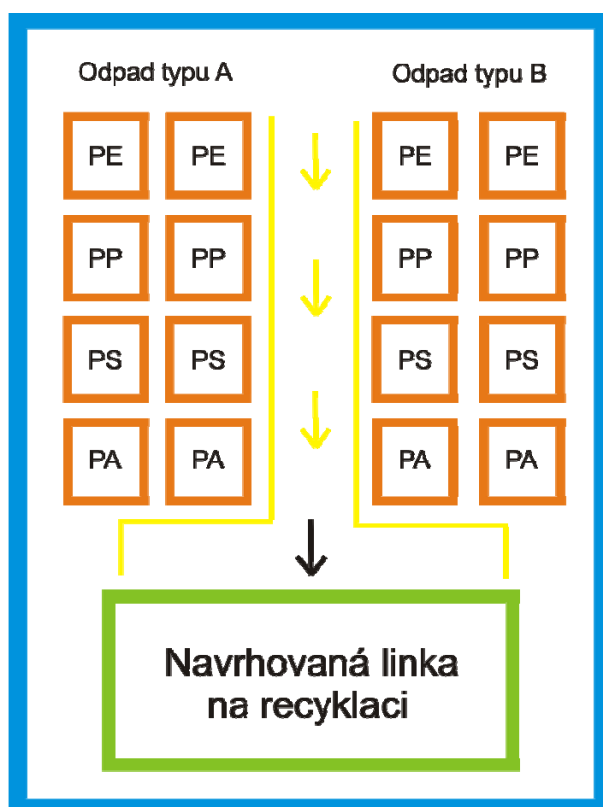 Odpad typu A
Odpad typu B
PE PE PE PE
PP PP PP PP
PS PS PS PS
PA PA PA PA
Navrhovaná linka
na recyklaci